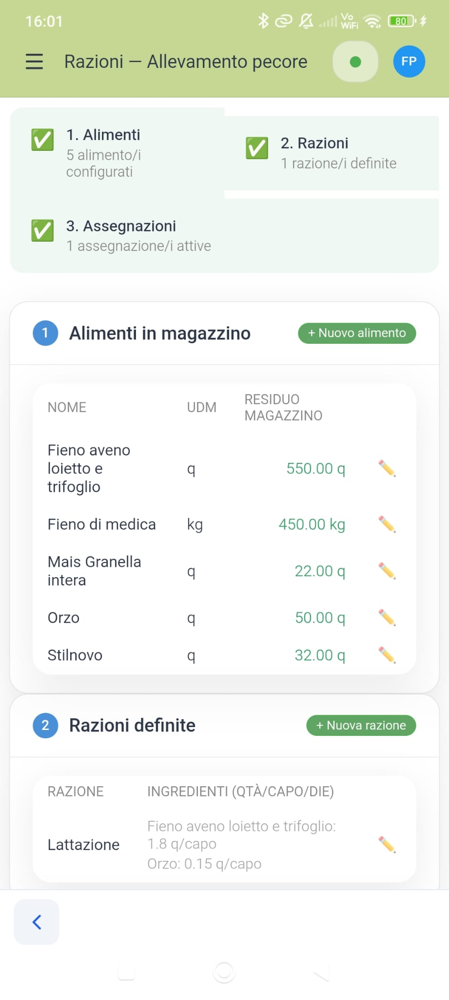 16:01
Vo
WiFi
80
Razioni — Allevamento pecore
FP
1. Alimenti
5 alimento/i
configurati
2. Razioni
1 razione/i definite
3. Assegnazioni
1 assegnazione/i attive
1
Alimenti in magazzino
+ Nuovo alimento
NOME
UDM
RESIDUO
MAGAZZINO
Fieno aveno
loietto e
trifoglio
q
550.00 q
Fieno di medica
kg
450.00 kg
Mais Granella
intera
q
22.00 q
Orzo
q
50.00 q
Stilnovo
q
32.00 q
2
Razioni definite
+ Nuova razione
RAZIONE
INGREDIENTI (QTÀ/CAPO/DIE)
Lattazione
Fieno aveno loietto e trifoglio:
1.8 q/capo
Orzo: 0.15 q/capo